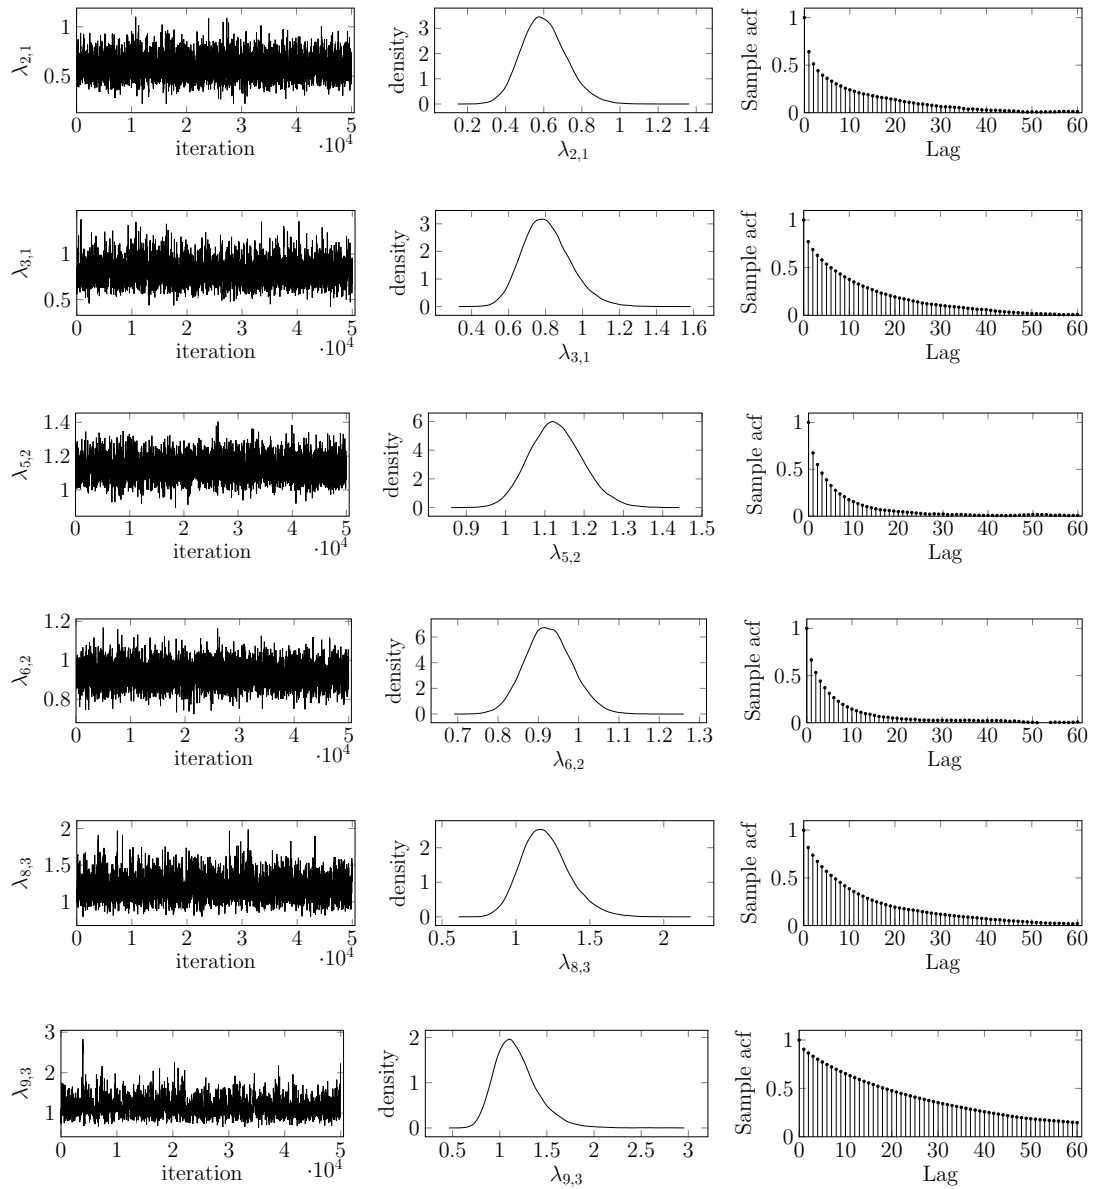 λ2,1
1
0.5
0 1 2 3 4 5
·10^4
iteration
density
3
2
1
0
0.2 0.4 0.6 0.8 1 1.2 1.4
λ2,1
Sample acf
1
0.5
0
0 10 20 30 40 50 60
Lag
λ3,1
1
0.5
0 1 2 3 4 5
·10^4
iteration
density
3
2
1
0
0.4 0.6 0.8 1 1.2 1.4 1.6
λ3,1
Sample acf
1
0.5
0
0 10 20 30 40 50 60
Lag
λ5,2
1.4
1.2
1
0 1 2 3 4 5
·10^4
iteration
density
6
4
2
0
0.9 1 1.1 1.2 1.3 1.4 1.5
λ5,2
Sample acf
1
0.5
0
0 10 20 30 40 50 60
Lag
λ6,2
1.2
1
0.8
0 1 2 3 4 5
·10^4
iteration
density
6
4
2
0
0.7 0.8 0.9 1 1.1 1.2 1.3
λ6,2
Sample acf
1
0.5
0
0 10 20 30 40 50 60
Lag
λ8,3
2
1.5
1
0 1 2 3 4 5
·10^4
iteration
density
2
1
0
0.5 1 1.5 2
λ8,3
Sample acf
1
0.5
0
0 10 20 30 40 50 60
Lag
λ9,3
3
2
1
0 1 2 3 4 5
·10^4
iteration
density
2
1
0
0.5 1 1.5 2 2.5 3
λ9,3
Sample acf
1
0.5
0
0 10 20 30 40 50 60
Lag